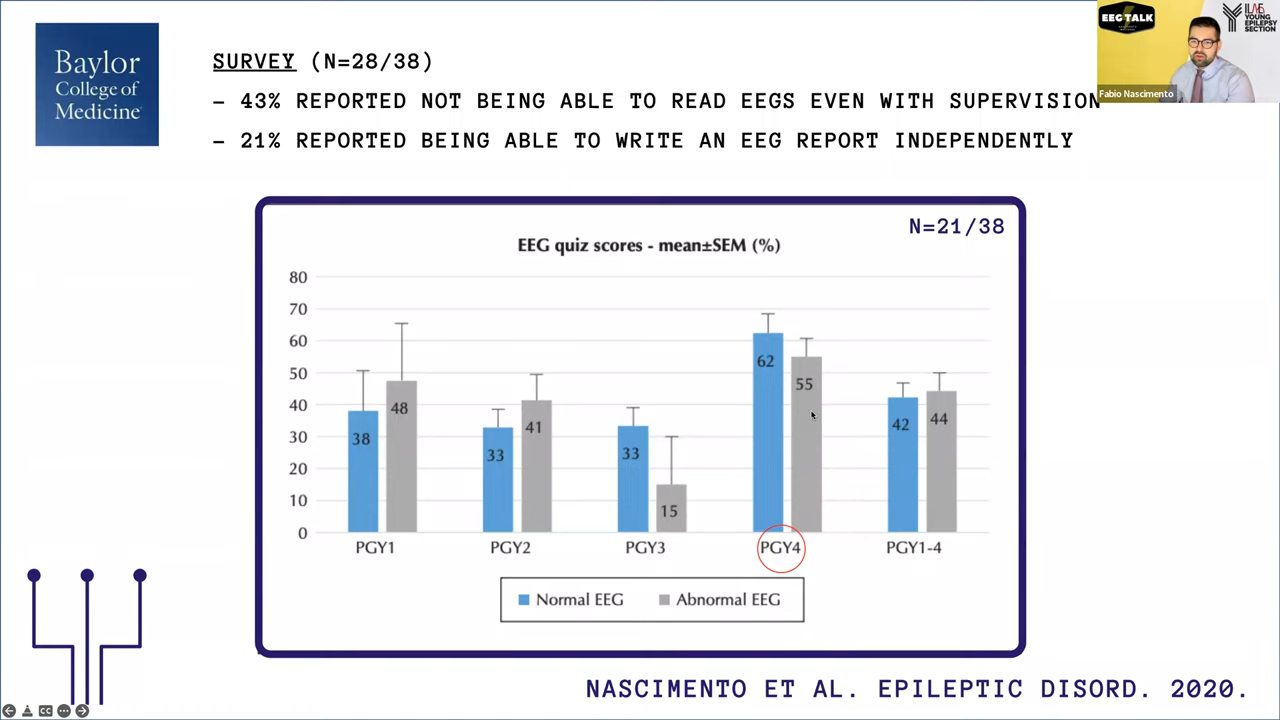 Baylor
College of
Medicine
SURVEY (N=28/38)
– 43% REPORTED NOT BEING ABLE TO READ EEGS EVEN WITH SUPERVISION
– 21% REPORTED BEING ABLE TO WRITE AN EEG REPORT INDEPENDENTLY
EEG TALK
ILAE
YOUNG
EPILEPSY
SECTION
Fabio Nascimento
N=21/38
EEG quiz scores - mean±SEM (%)
80
70
60
50
40
30
20
10
0
38
48
33
41
33
15
62
55
42
44
PGY1
PGY2
PGY3
PGY4
PGY1-4
Normal EEG
Abnormal EEG
NASCIMENTO ET AL. EPILEPTIC DISORD. 2020.
CC